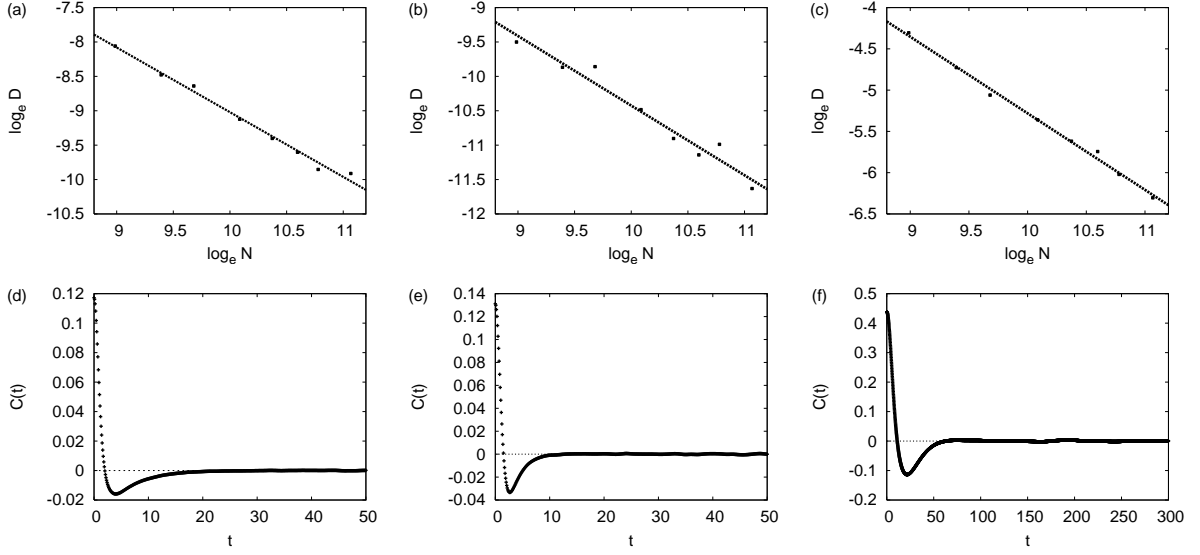 (a)
-7.5
-8
-8.5
-9
-9.5
-10
-10.5
log_e D
9 9.5 10 10.5 11
log_e N
(b)
-9
-9.5
-10
-10.5
-11
-11.5
-12
log_e D
9 9.5 10 10.5 11
log_e N
(c)
-4
-4.5
-5
-5.5
-6
-6.5
log_e D
9 9.5 10 10.5 11
log_e N
(d)
0.12
0.1
0.08
0.06
0.04
0.02
0
-0.02
C(t)
0 10 20 30 40 50
t
(e)
0.14
0.12
0.1
0.08
0.06
0.04
0.02
0
-0.02
-0.04
C(t)
0 10 20 30 40 50
t
(f)
0.5
0.4
0.3
0.2
0.1
0
-0.1
-0.2
C(t)
0 50 100 150 200 250 300
t